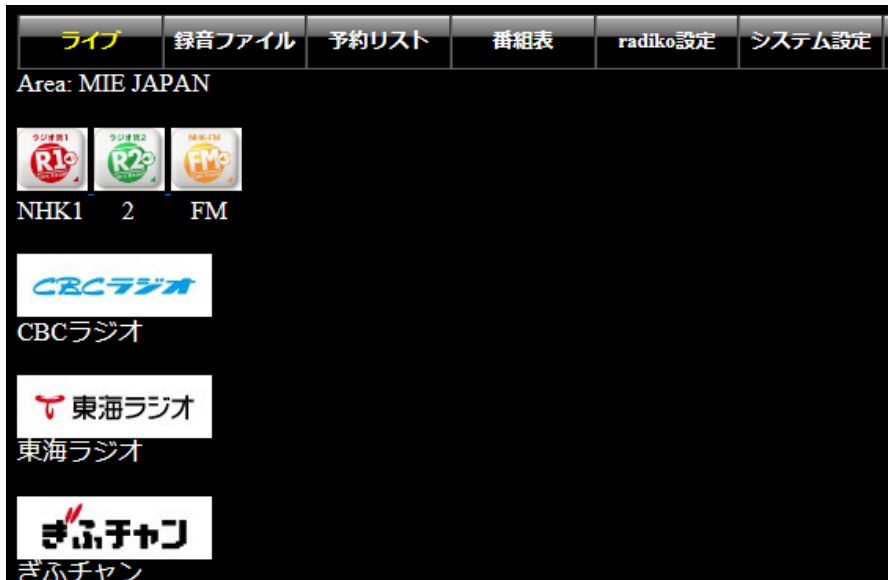 ライブ 録音ファイル 予約リスト 番組表 radiko設定 システム設定
Area: MIE JAPAN
ラジオ第1 ラジオ第2 NHK-FM
R1 R2 FM
NHK1 2 FM
CBCラジオ
CBCラジオ
東海ラジオ
東海ラジオ
ぎふチャン
ぎふチャン